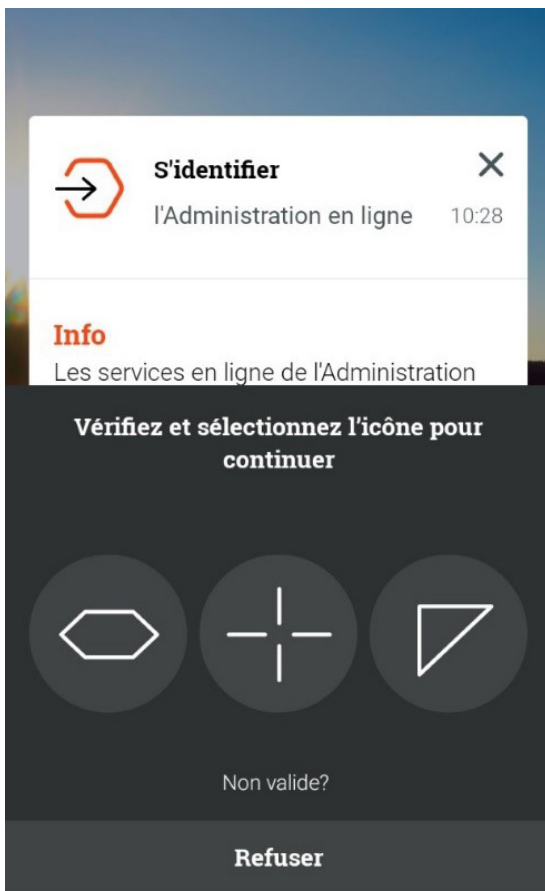 S'identifier
l'Administration en ligne 10:28
Info
Les services en ligne de l'Administration
Vérifiez et sélectionnez l'icône pour
continuer
Non valide?
Refuser